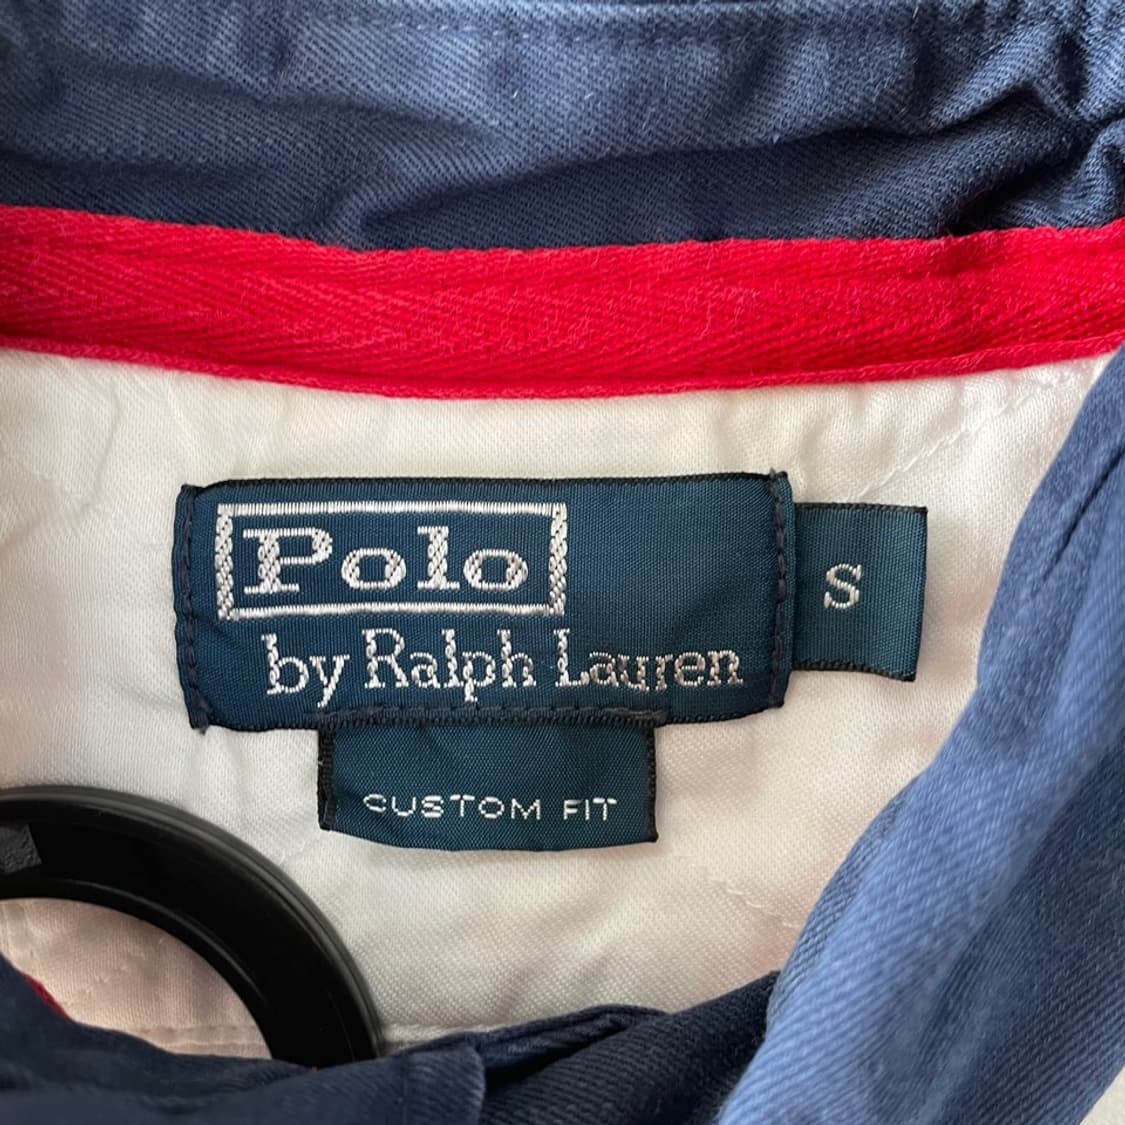 Polo
by Ralph Lauren
S
CUSTOM FIT